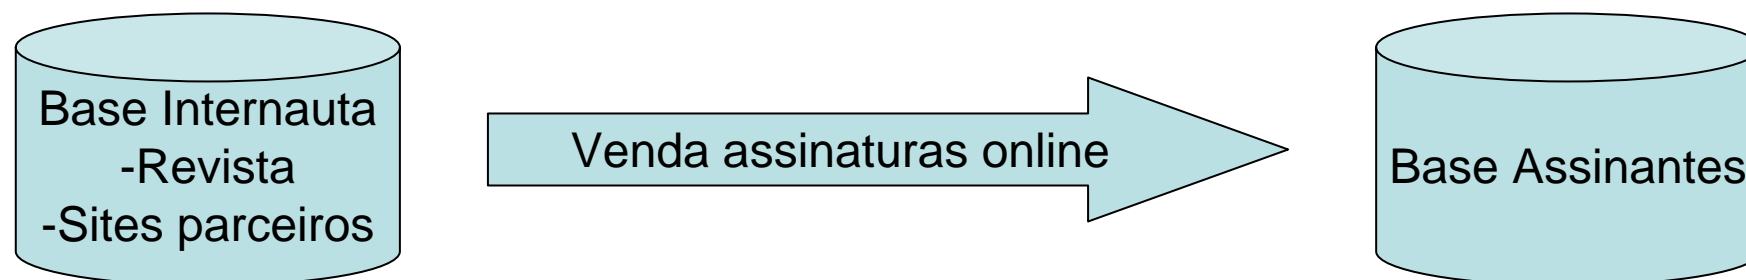 Base Internauta
-Revista
-Sites parceiros
Venda assinaturas online
Base Assinantes